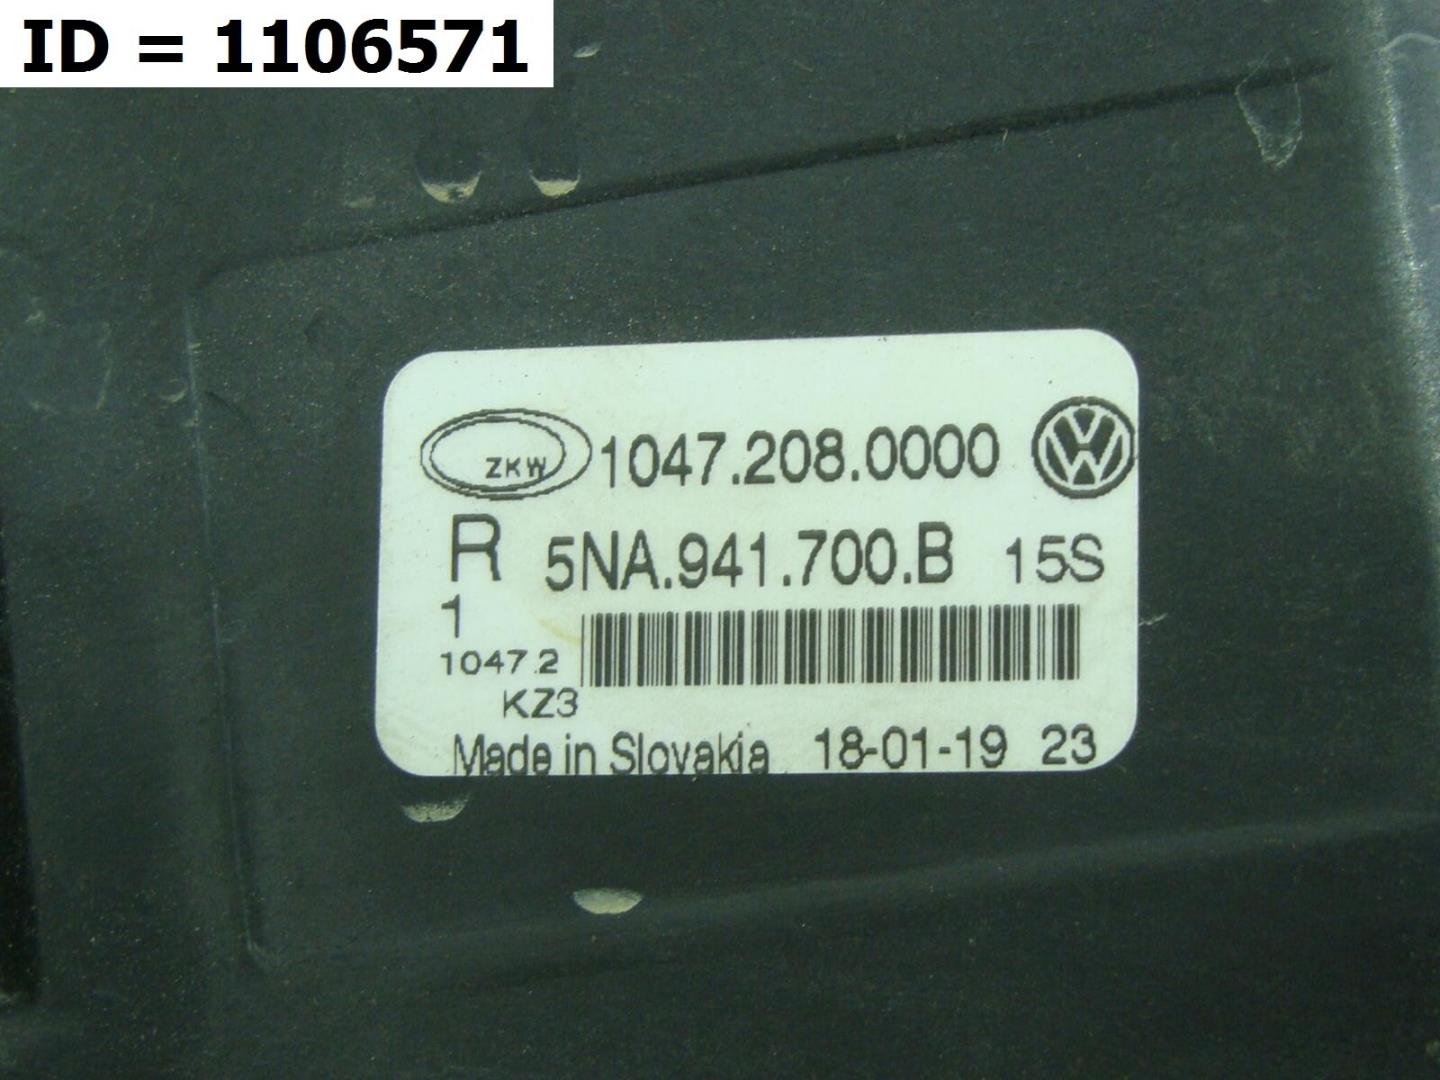 ID = 1106571
ZKW 1047.208.0000 VW
R 5NA.941.700.B 15S
1
1047.2
KZ3
Made in Slovakia 18-01-19 23